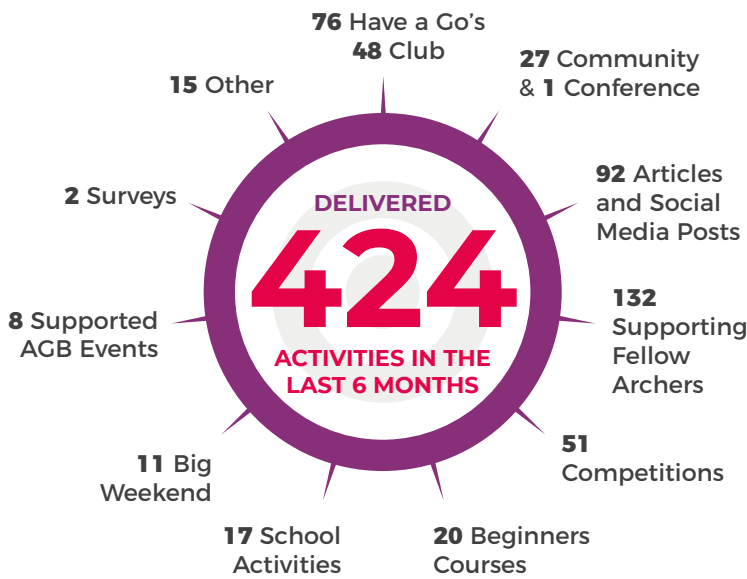 76 Have a Go's
48 Club
27 Community
& 1 Conference
92 Articles
and Social
Media Posts
132
Supporting
Fellow
Archers
51
Competitions
20 Beginners
Courses
17 School
Activities
11 Big
Weekend
8 Supported
AGB Events
2 Surveys
15 Other
DELIVERED
424
ACTIVITIES IN THE
LAST 6 MONTHS